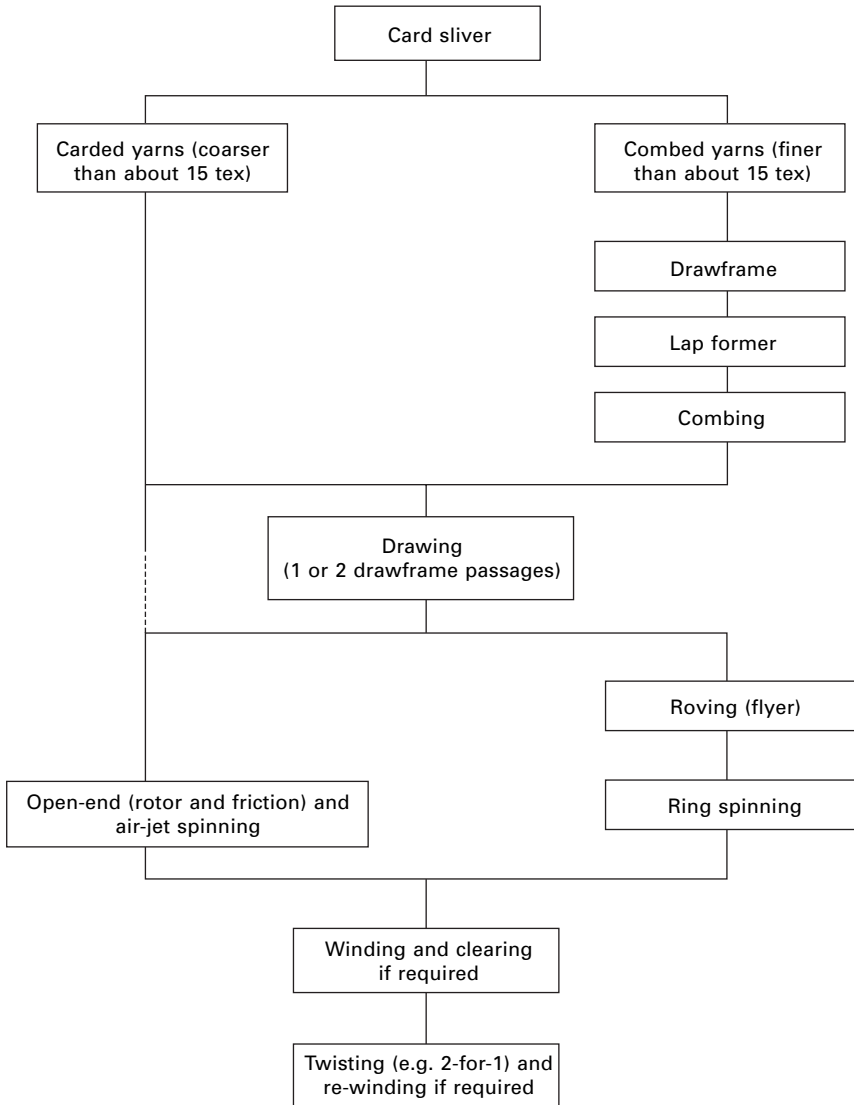 Card sliver
Carded yarns (coarser
than about 15 tex)
Combed yarns (finer
than about 15 tex)
Drawframe
Lap former
Combing
Drawing
(1 or 2 drawframe passages)
Roving (flyer)
Open-end (rotor and friction) and
air-jet spinning
Ring spinning
Winding and clearing
if required
Twisting (e.g. 2-for-1) and
re-winding if required